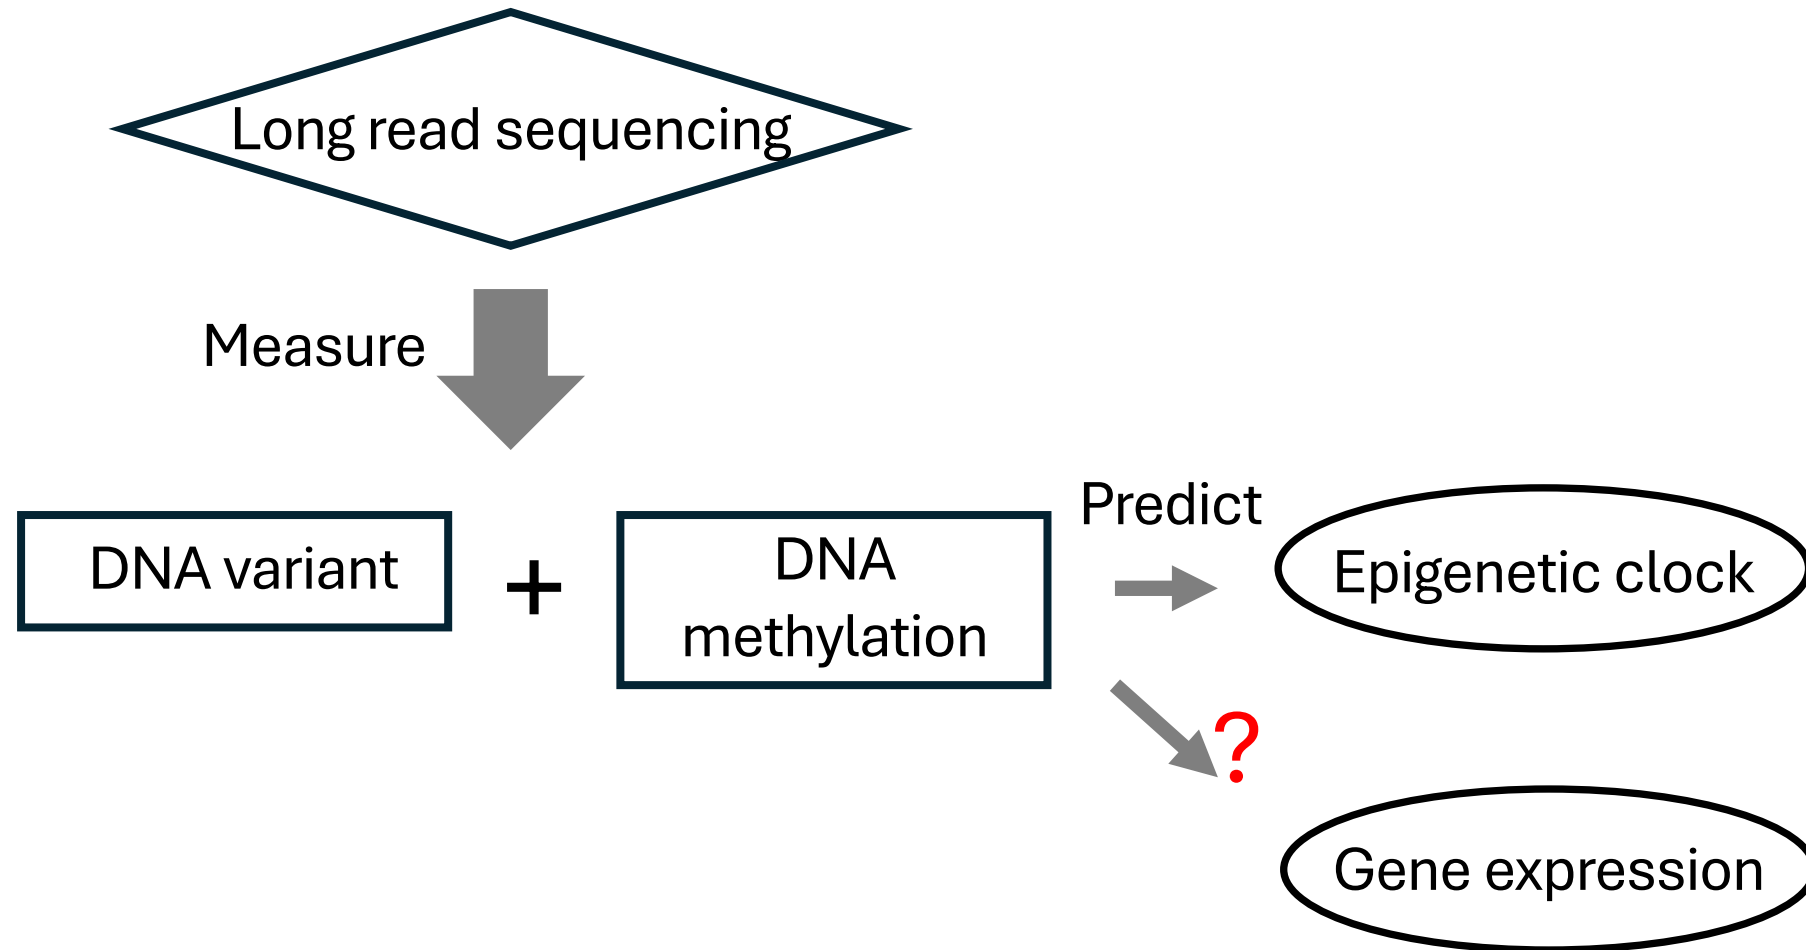 Long read sequencing
Measure
DNA variant
+
DNA
methylation
Predict
Epigenetic clock
?
Gene expression